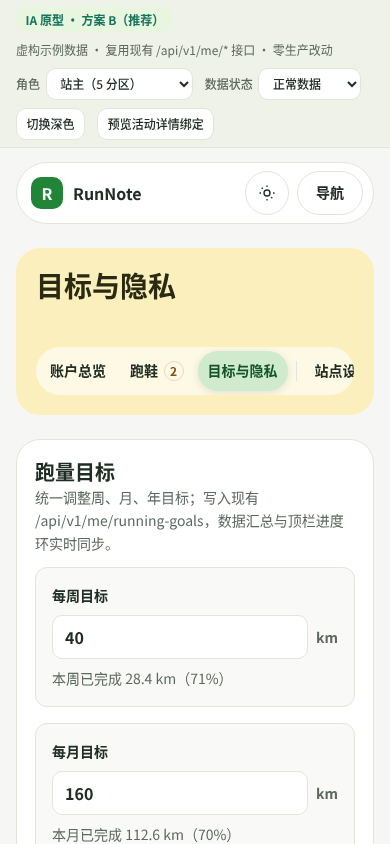 IA 原型 · 方案 B（推荐）
虚构示例数据 · 复用现有 /api/v1/me/* 接口 · 零生产改动
角色 站主（5 分区） 数据状态 正常数据
切换深色 预览活动详情绑定
R RunNote 导航
目标与隐私
账户总览 跑鞋 2 目标与隐私 站点设
跑量目标
统一调整周、月、年目标；写入现有
/api/v1/me/running-goals，数据汇总与顶栏进度
环实时同步。
每周目标
40 km
本周已完成 28.4 km（71%）
每月目标
160 km
本月已完成 112.6 km（70%）